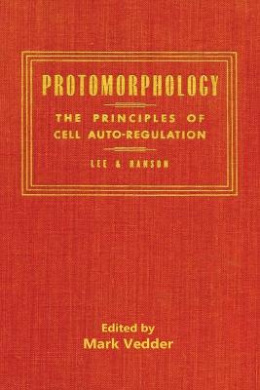 PROTOMORPHOLOGY
THE PRINCIPLES OF
CELL AUTO-REGULATION
LEE & HANSON
Edited by
Mark Vedder